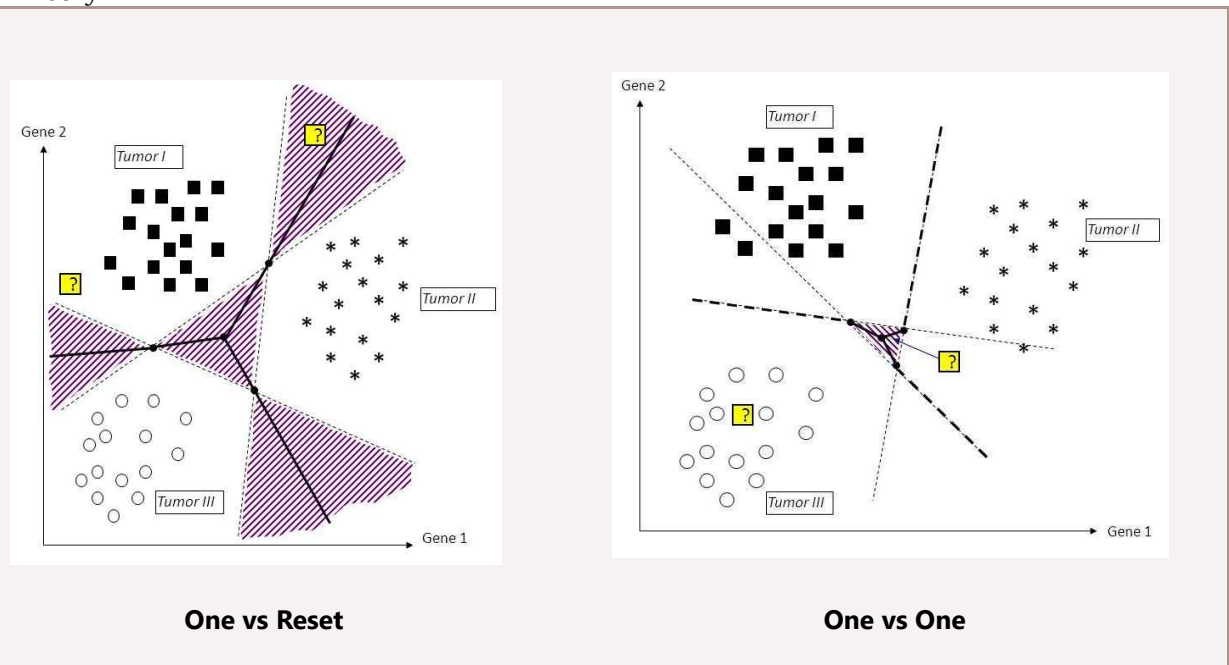 Gene 2
Tumor I
?
?
Tumor II
Tumor III
Gene 1
One vs Reset
Gene 2
Tumor I
Tumor II
?
?
Tumor III
Gene 1
One vs One